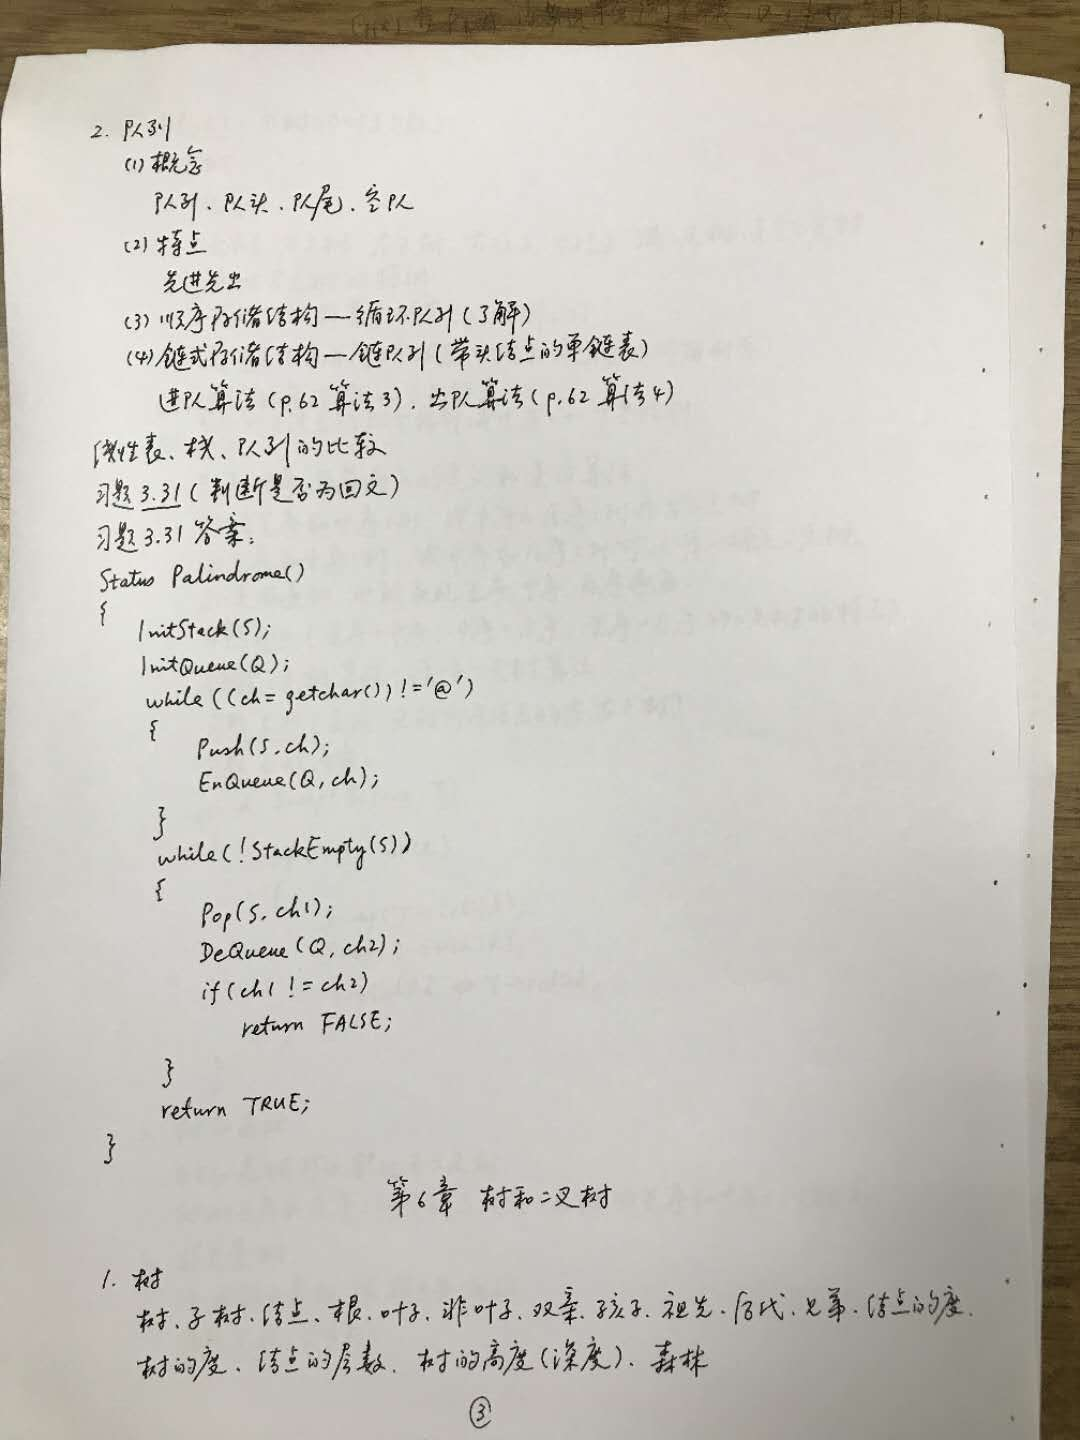 2. 队列
(1) 概念
队列、队头、队尾、空队
(2) 特点
先进先出
(3) 顺序存储结构—循环队列(了解)
(4) 链式存储结构—链队列(带头结点的单链表)
进队算法(p.62 算法3)、出队算法(p.62 算法4)
线性表、栈、队列的比较
习题3.31(判断是否为回文)
习题3.31答案:
Status Palindrome()
{
InitStack(S);
InitQueue(Q);
while((ch=getchar())!='@')
{
Push(S,ch);
EnQueue(Q,ch);
}
while(!StackEmpty(S))
{
Pop(S,ch1);
DeQueue(Q,ch2);
if(ch1!=ch2)
return FALSE;
}
return TRUE;
}
第6章 树和二叉树
1. 树
树、子树、结点、根、叶子、非叶子、双亲、孩子、祖先、后代、兄弟、结点的度、
树的度、结点的层数、树的高度(深度)、森林
③